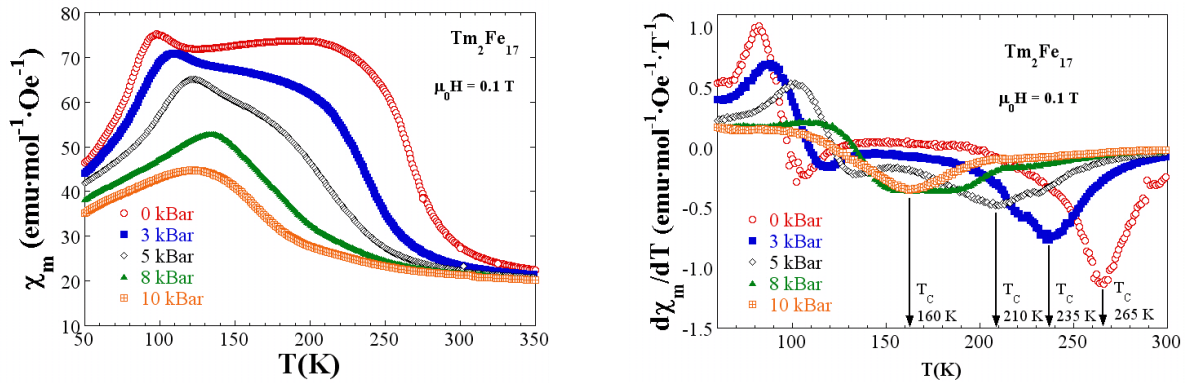 80
70
60
50
40
30
20
10
χm (emu·mol⁻¹·Oe⁻¹)
Tm₂Fe₁₇
μ₀H = 0.1 T
0 kBar
3 kBar
5 kBar
8 kBar
10 kBar
50 100 150 200 250 300 350
T(K)
1.0
0.5
0.0
-0.5
-1.0
-1.5
dχm/dT (emu·mol⁻¹·Oe⁻¹·T⁻¹)
Tm₂Fe₁₇
μ₀H = 0.1 T
0 kBar
3 kBar
5 kBar
8 kBar
10 kBar
T_C T_C T_C T_C
160 K 210 K 235 K 265 K
100 150 200 250 300
T(K)